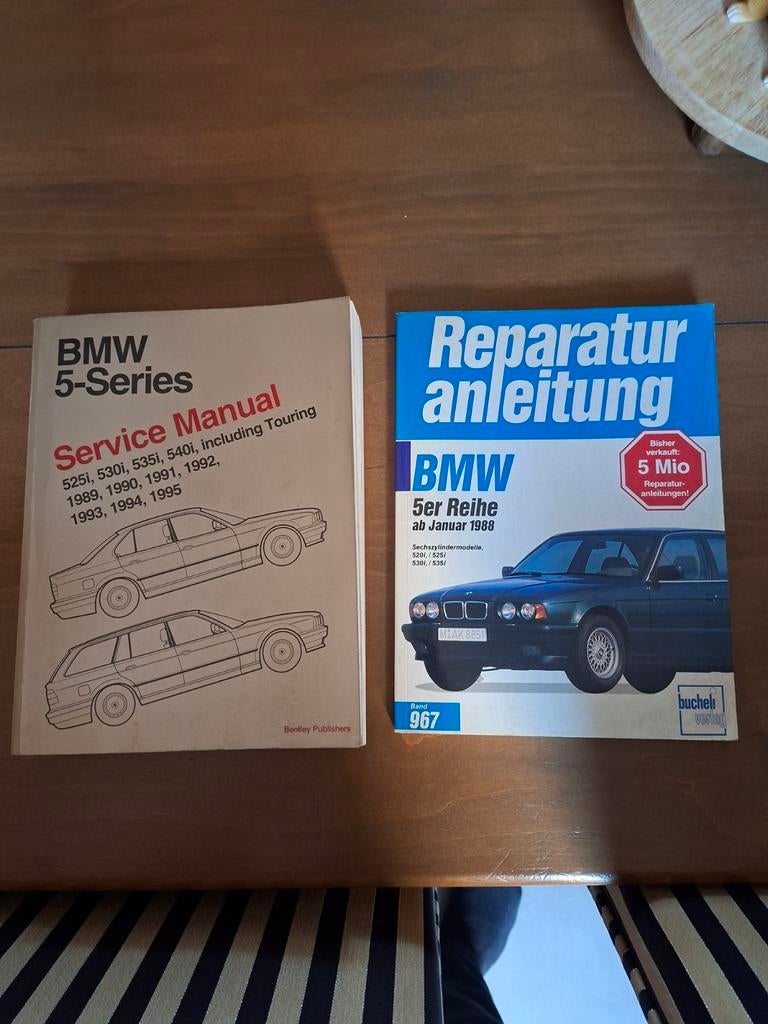 BMW
5-Series
Service Manual
525i, 530i, 535i, 540i, including Touring
1989, 1990, 1991, 1992,
1993, 1994, 1995
Bentley Publishers
Reparatur
anleitung
Bisher
verkauft:
5 Mio
Reparatur-
anleitungen!
BMW
5er Reihe
ab Januar 1988
Sechszylindermodelle,
520i, / 525i
530i, / 535i
M AK 8851
Band
967
bucheli
verlag